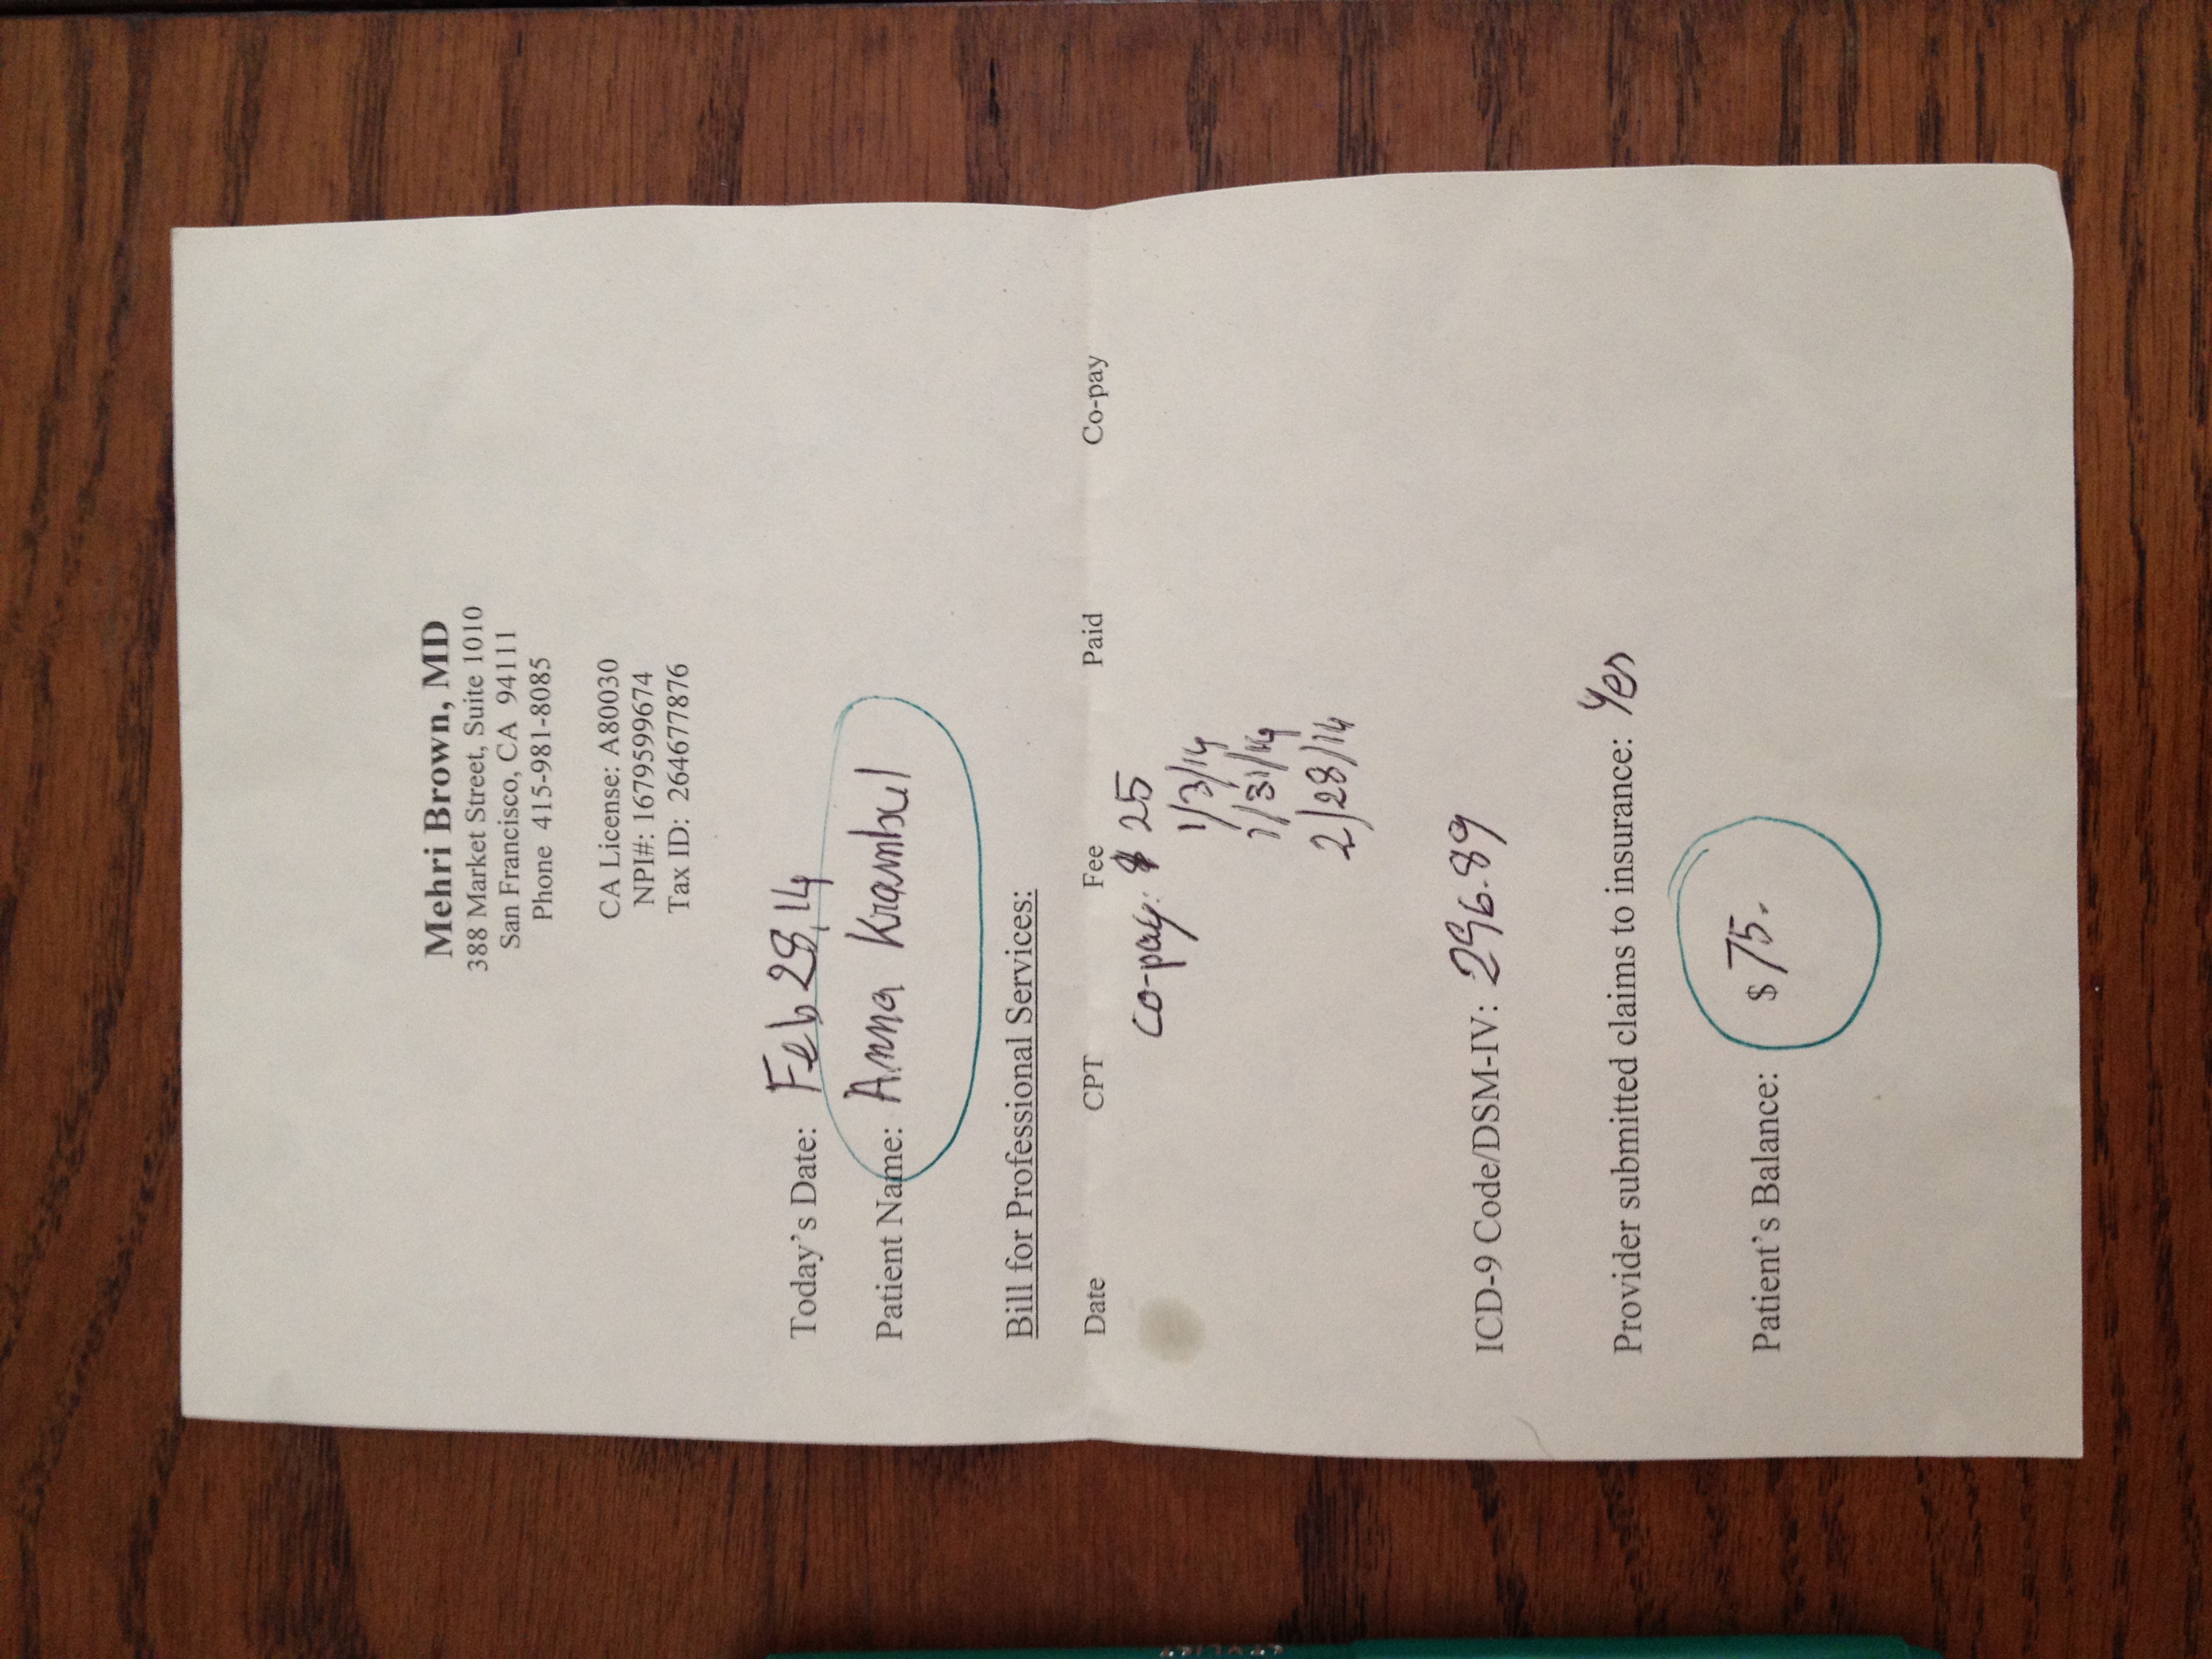 Mehri Brown, MD
388 Market Street, Suite 1010
San Francisco, CA 94111
Phone 415-981-8085
CA License: A80030
NPI#: 1679599674
Tax ID: 264677876
Today's Date: Feb 28, 14
Patient Name: Anna Krambul
Bill for Professional Services:
Date CPT Fee Paid Co-pay
co-pay: $ 25
1/3/14
1/31/14
2/28/14
ICD-9 Code/DSM-IV: 296.89
Provider submitted claims to insurance: Yes
Patient's Balance: $ 75.